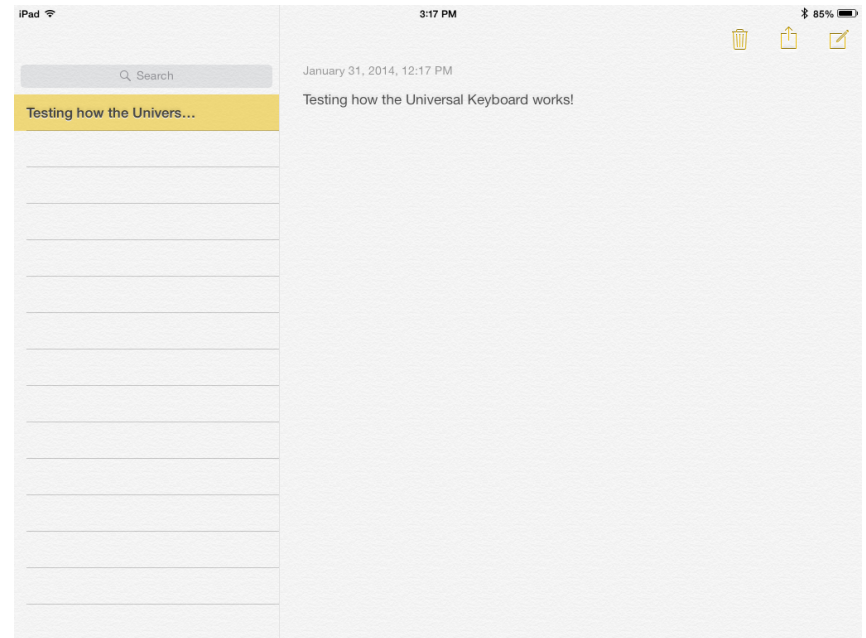 iPad 3:17 PM 85%
Search
January 31, 2014, 12:17 PM
Testing how the Univers...
Testing how the Universal Keyboard works!